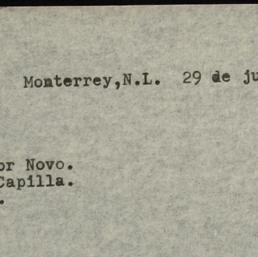 Monterrey,N.L. 29 de ju
or Novo.
Capilla.
.